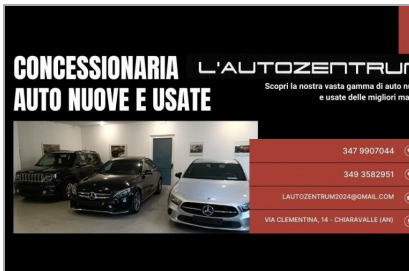 CONCESSIONARIA
AUTO NUOVE E USATE
L'AUTOZENTRUM
Scopri la nostra vasta gamma di auto
e usate delle migliori
347 9907044
349 3582951
LAUTOZENTRUM2024@GMAIL.COM
VIA CLEMENTINA, 14 - CHIARAVALLE (AN)